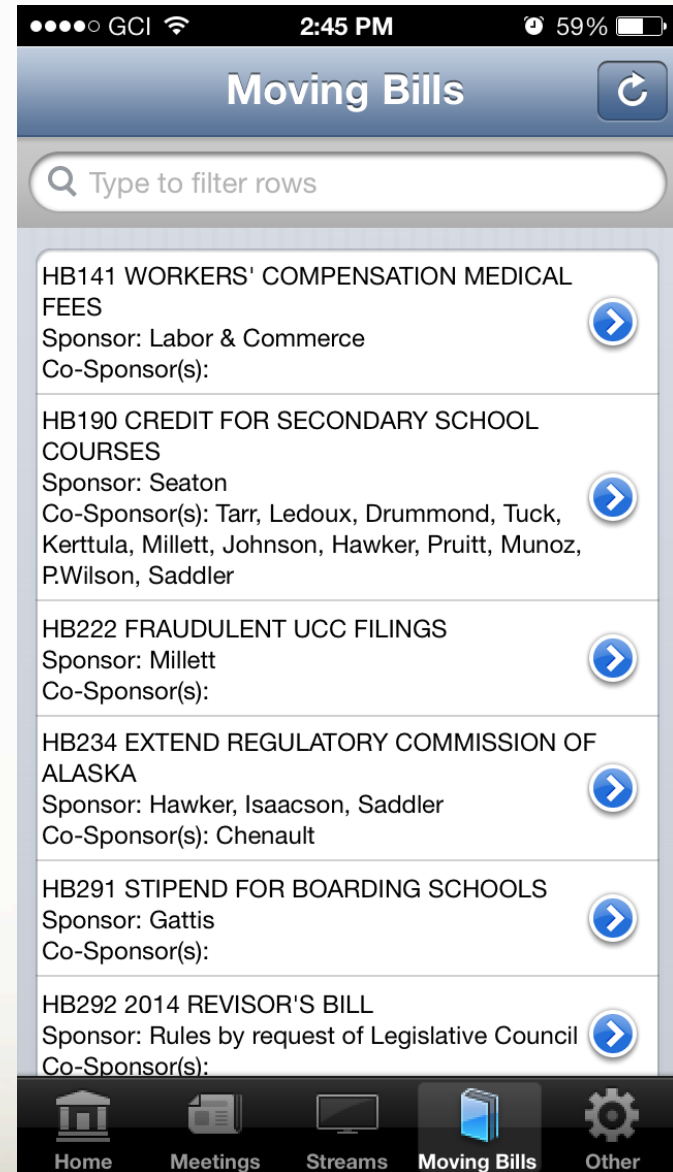 GCI 2:45 PM 59%
Moving Bills
Type to filter rows
HB141 WORKERS' COMPENSATION MEDICAL
FEES
Sponsor: Labor & Commerce
Co-Sponsor(s):
HB190 CREDIT FOR SECONDARY SCHOOL
COURSES
Sponsor: Seaton
Co-Sponsor(s): Tarr, Ledoux, Drummond, Tuck,
Kerttula, Millett, Johnson, Hawker, Pruitt, Munoz,
P.Wilson, Saddler
HB222 FRAUDULENT UCC FILINGS
Sponsor: Millett
Co-Sponsor(s):
HB234 EXTEND REGULATORY COMMISSION OF
ALASKA
Sponsor: Hawker, Isaacson, Saddler
Co-Sponsor(s): Chenault
HB291 STIPEND FOR BOARDING SCHOOLS
Sponsor: Gattis
Co-Sponsor(s):
HB292 2014 REVISOR'S BILL
Sponsor: Rules by request of Legislative Council
Co-Sponsor(s):
Home Meetings Streams Moving Bills Other